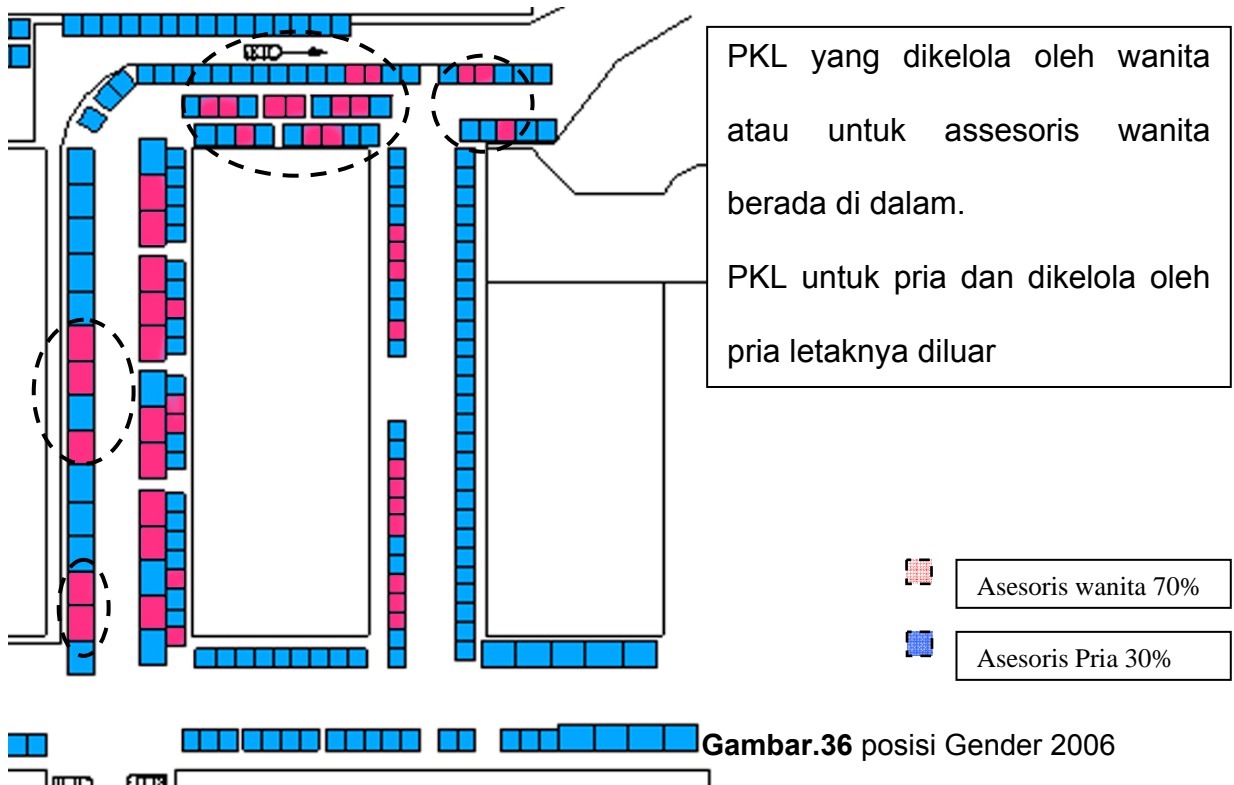 PKL yang dikelola oleh wanita
atau untuk assesoris wanita
berada di dalam.
PKL untuk pria dan dikelola oleh
pria letaknya diluar
Asesoris wanita 70%
Asesoris Pria 30%
Gambar.36 posisi Gender 2006